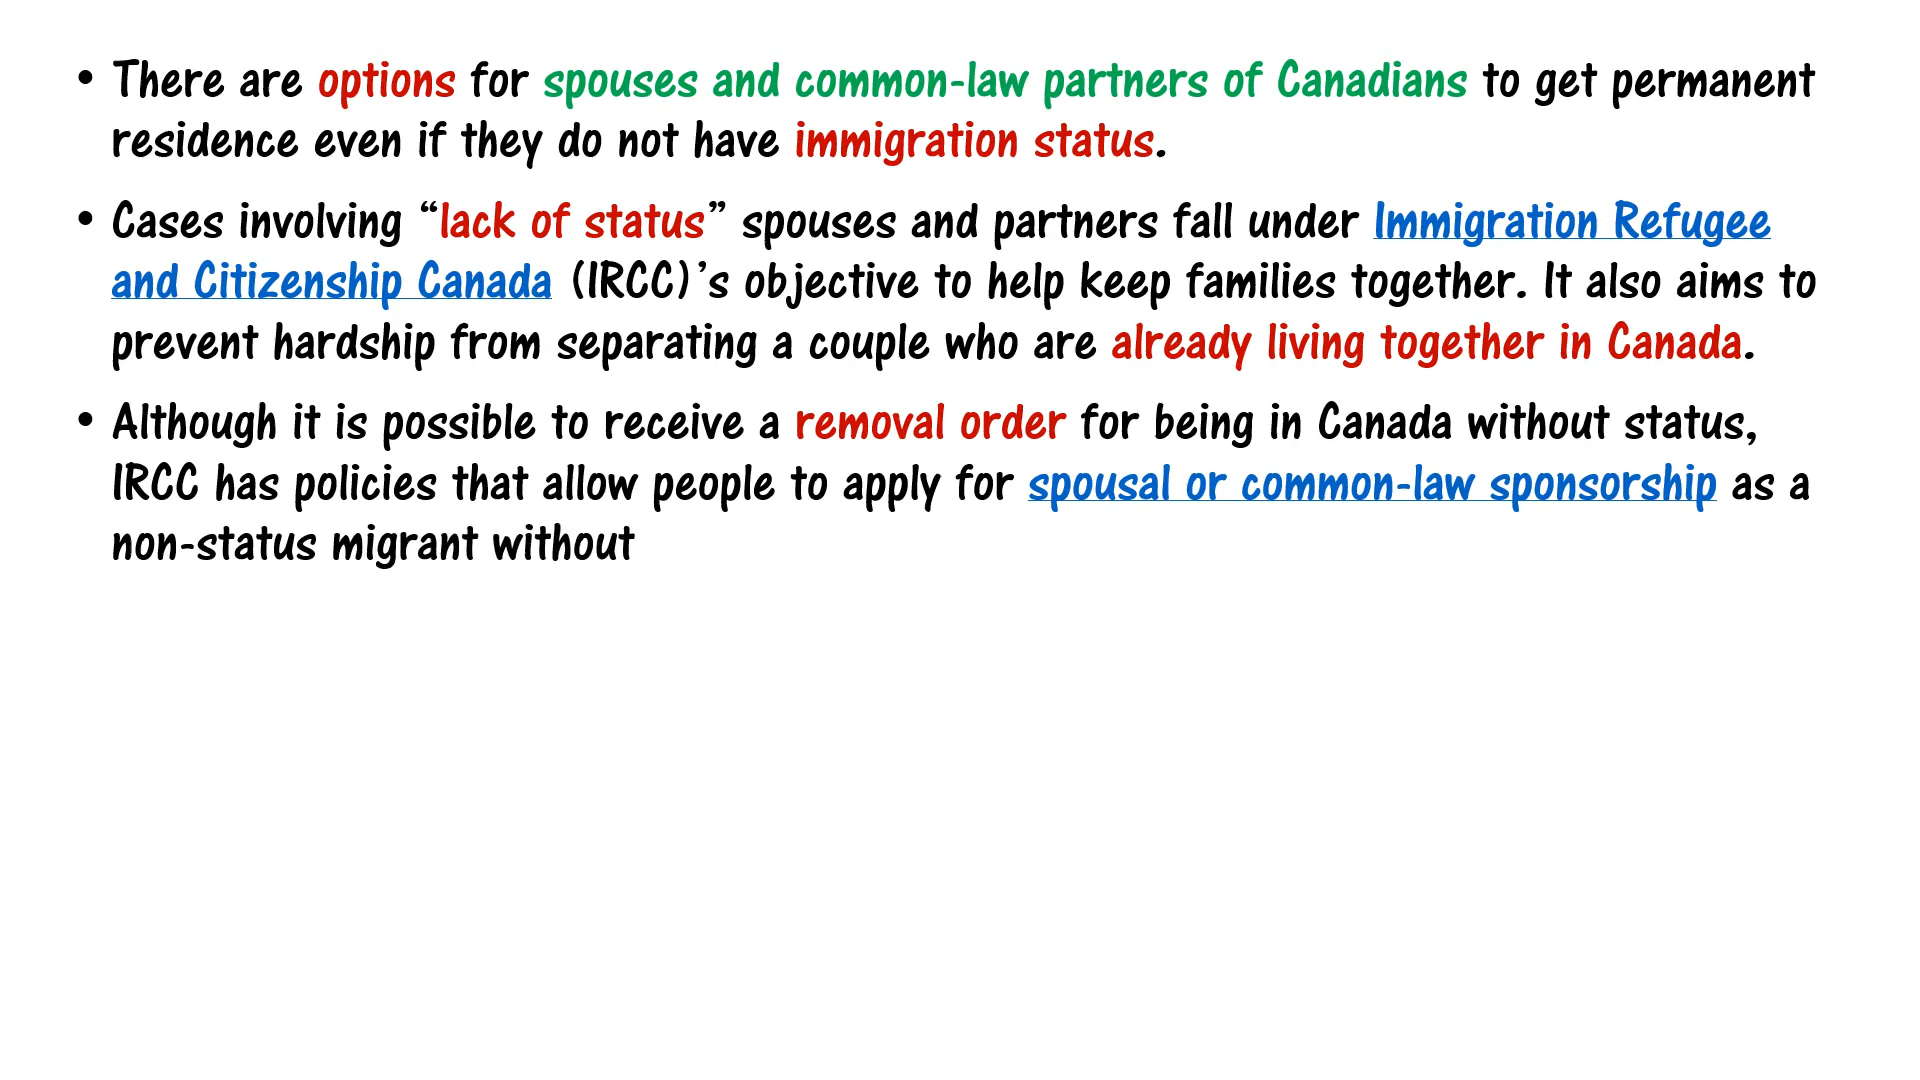 • There are options for spouses and common-law partners of Canadians to get permanent
residence even if they do not have immigration status.
• Cases involving “lack of status” spouses and partners fall under Immigration Refugee
and Citizenship Canada (IRCC)’s objective to help keep families together. It also aims to
prevent hardship from separating a couple who are already living together in Canada.
• Although it is possible to receive a removal order for being in Canada without status,
IRCC has policies that allow people to apply for spousal or common-law sponsorship as a
non-status migrant without